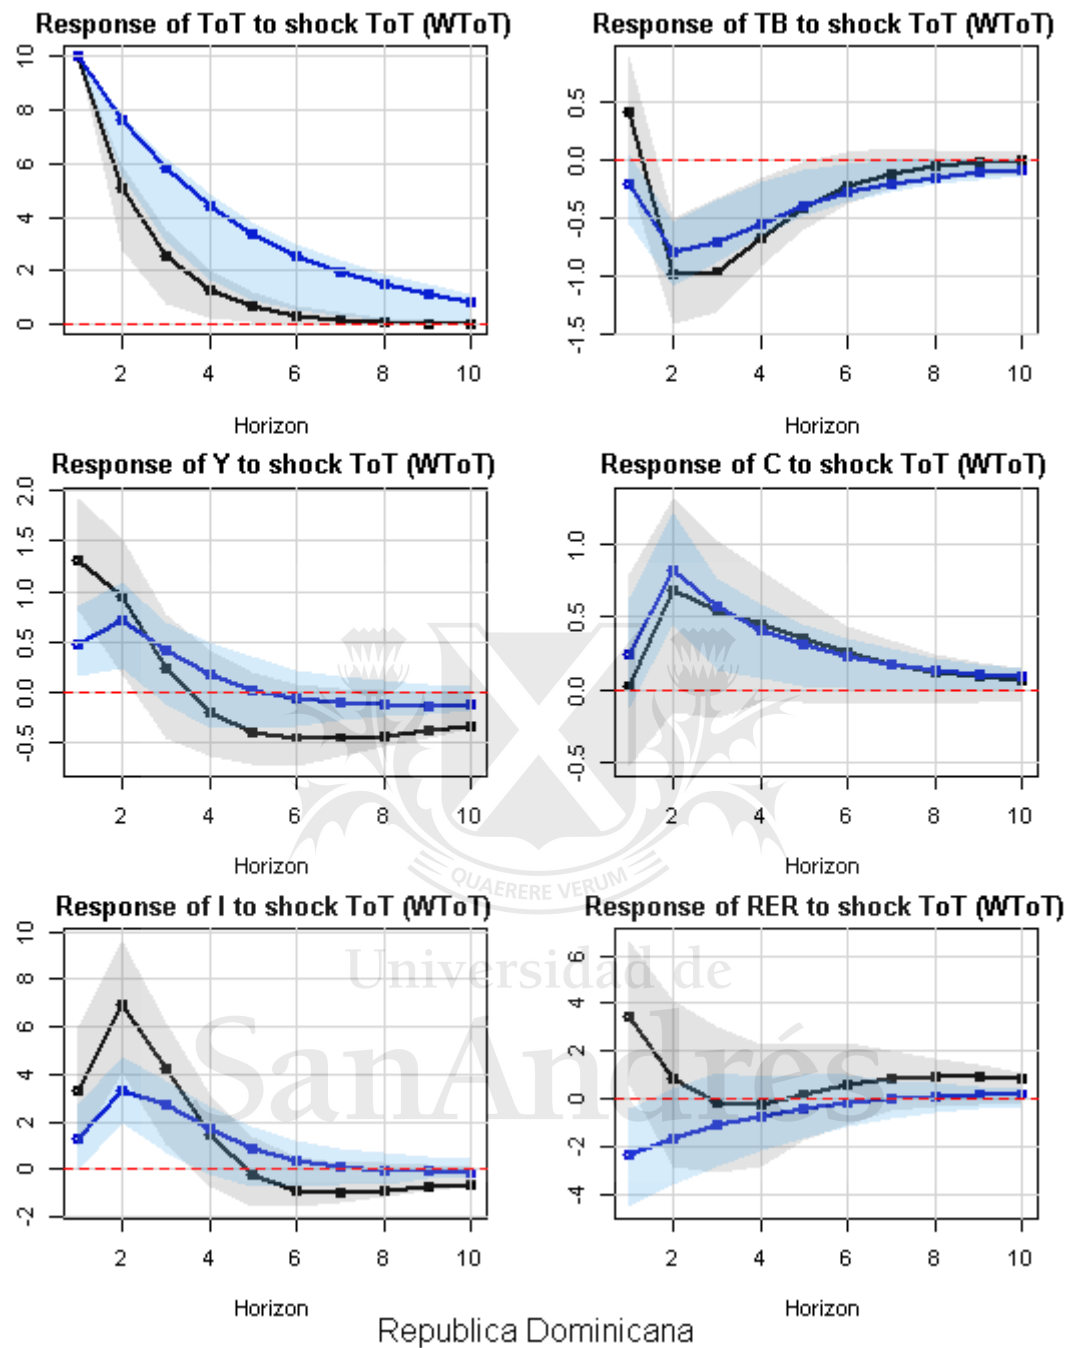 Response of ToT to shock ToT (WToT)
Response of TB to shock ToT (WToT)
0 2 4 6 8 10
-1.5 -1.0 -0.5 0.0 0.5
2 4 6 8 10
2 4 6 8 10
Horizon
Horizon
Response of Y to shock ToT (WToT)
Response of C to shock ToT (WToT)
-0.5 0.0 0.5 1.0 1.5 2.0
-0.5 0.0 0.5 1.0
2 4 6 8 10
2 4 6 8 10
Horizon
Horizon
QUAERERE VERUM
Response of I to shock ToT (WToT)
Response of RER to shock ToT (WToT)
-2 0 2 4 6 8 10
-4 -2 0 2 4 6
Universidad de
SanAndrés
2 4 6 8 10
2 4 6 8 10
Horizon
Horizon
Republica Dominicana